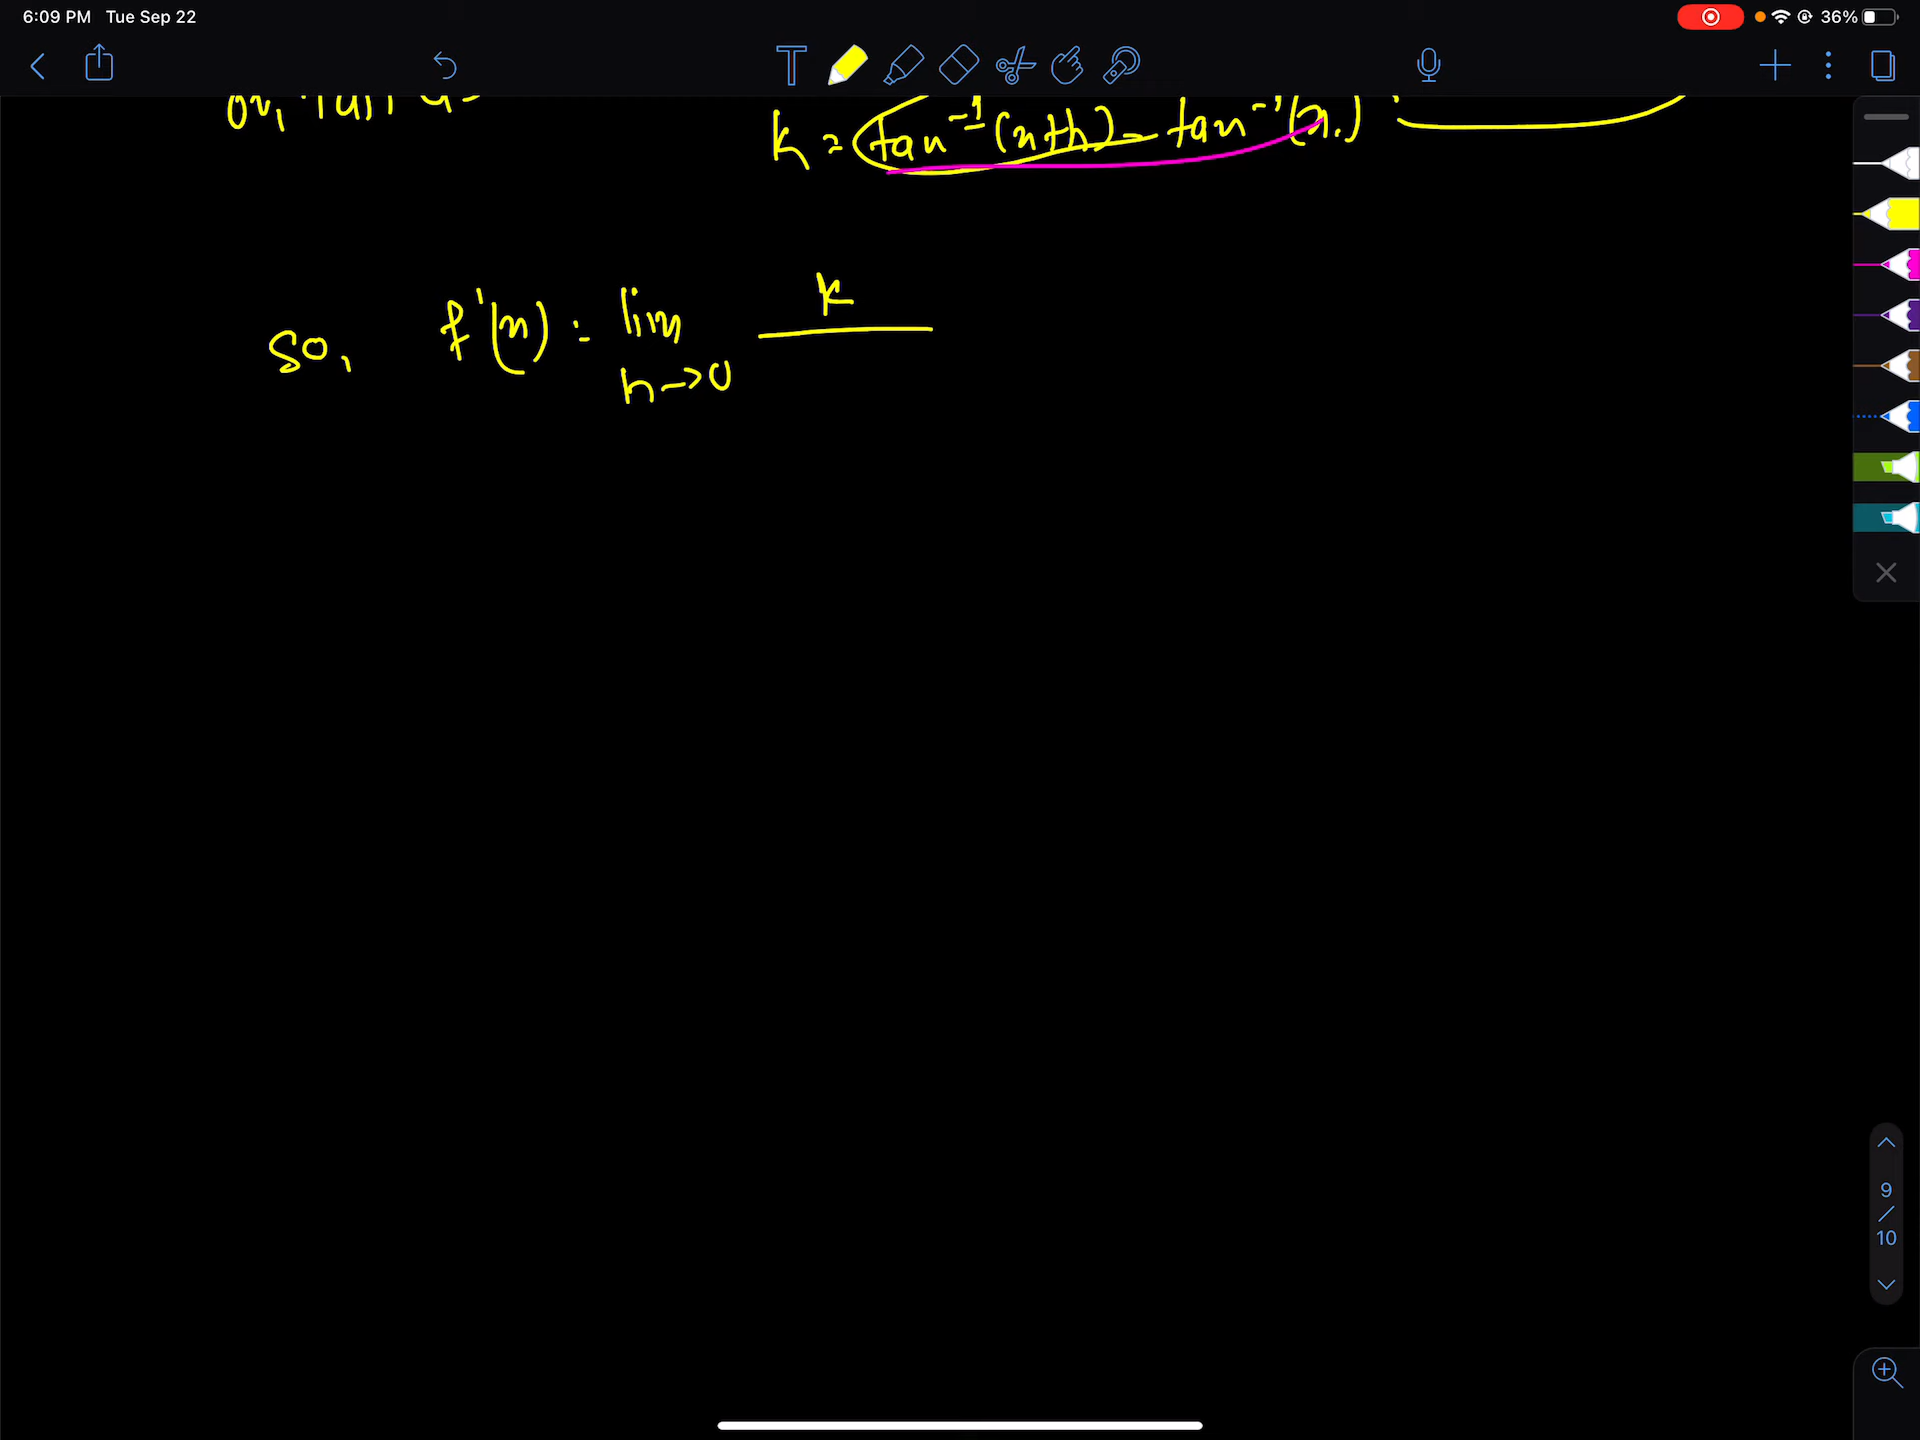 6:09 PM Tue Sep 22 36%
T
k = tan⁻¹(x+h) - tan⁻¹(x)
So, f'(x) = lim h→0 k
9
/
10